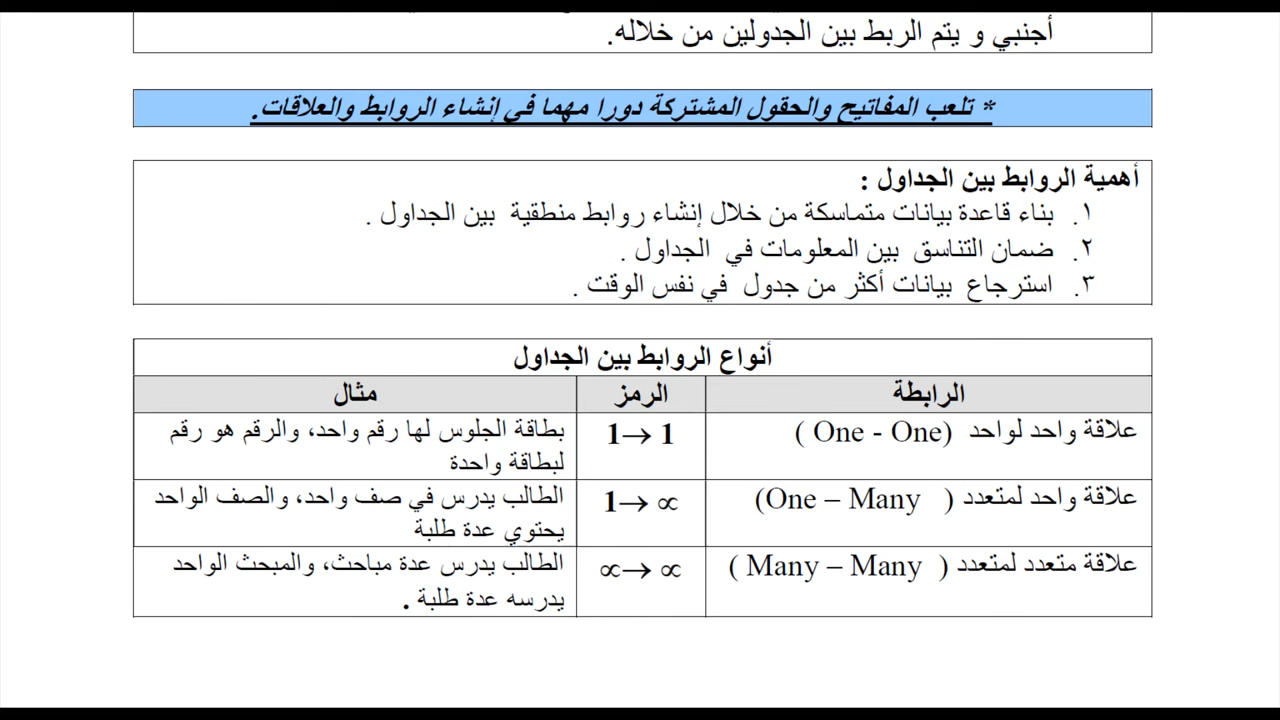 أجنبي و يتم الربط بين الجدولين من خلاله.
* تلعب المفاتيح والحقول المشتركة دورا مهما في إنشاء الروابط والعلاقات.
أهمية الروابط بين الجداول :
١. بناء قاعدة بيانات متماسكة من خلال إنشاء روابط منطقية بين الجداول .
٢. ضمان التناسق بين المعلومات في الجداول .
٣. استرجاع بيانات أكثر من جدول في نفس الوقت .
أنواع الروابط بين الجداول
الرابطة الرمز مثال
علاقة واحد لواحد (One - One ) 1→ 1 بطاقة الجلوس لها رقم واحد، والرقم هو رقم
لبطاقة واحدة
علاقة واحد لمتعدد (One – Many ) 1→ ∝ الطالب يدرس في صف واحد، والصف الواحد
يحتوي عدة طلبة
علاقة متعدد لمتعدد ( Many – Many ) ∝→ ∝ الطالب يدرس عدة مباحث، والمبحث الواحد
يدرسه عدة طلبة .